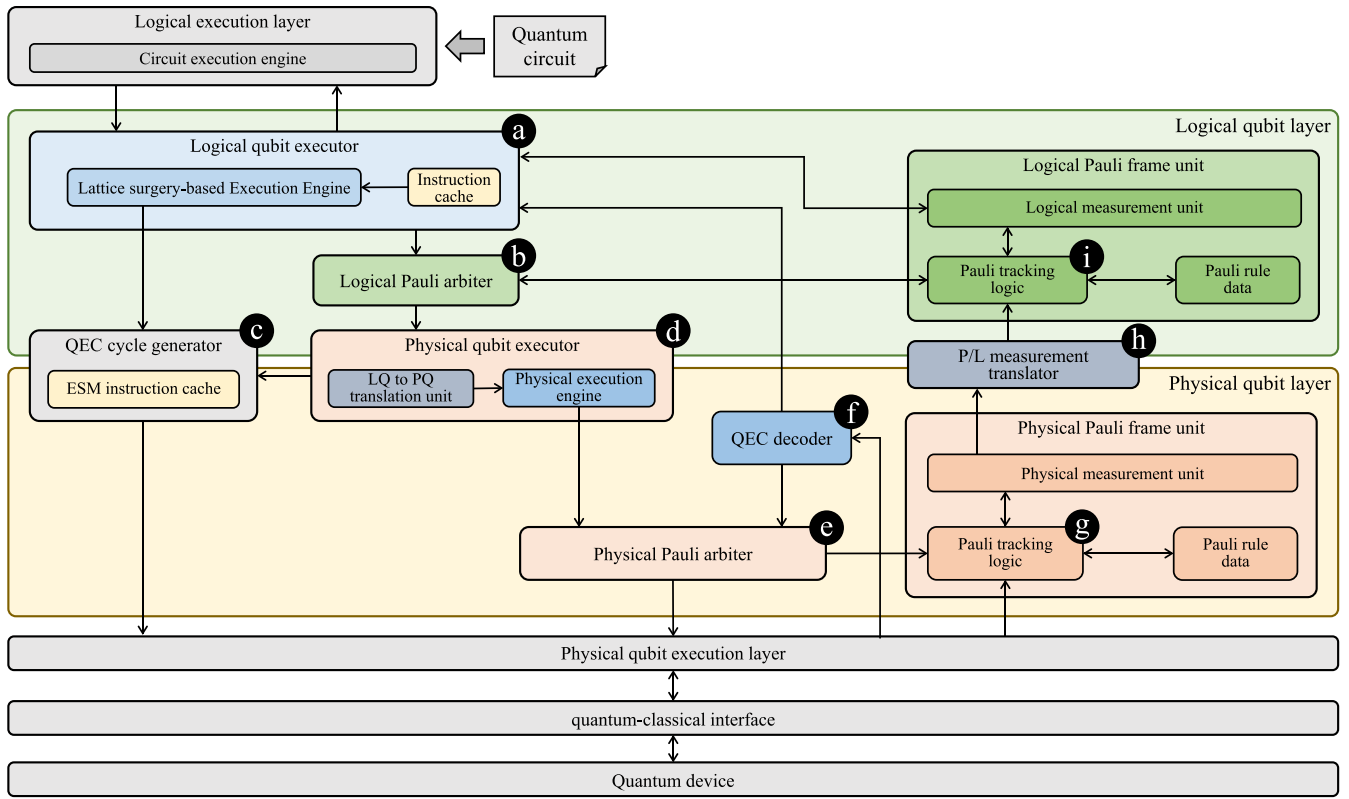 Logical execution layer
Circuit execution engine
Quantum
circuit
Logical qubit layer
a
Logical qubit executor
Lattice surgery-based Execution Engine
Instruction
cache
Logical Pauli frame unit
Logical measurement unit
b
Logical Pauli arbiter
i
Pauli tracking
logic
Pauli rule
data
c
QEC cycle generator
ESM instruction cache
d
Physical qubit executor
LQ to PQ
translation unit
Physical execution
engine
h
P/L measurement
translator
Physical qubit layer
f
QEC decoder
Physical Pauli frame unit
Physical measurement unit
e
Physical Pauli arbiter
g
Pauli tracking
logic
Pauli rule
data
Physical qubit execution layer
quantum-classical interface
Quantum device